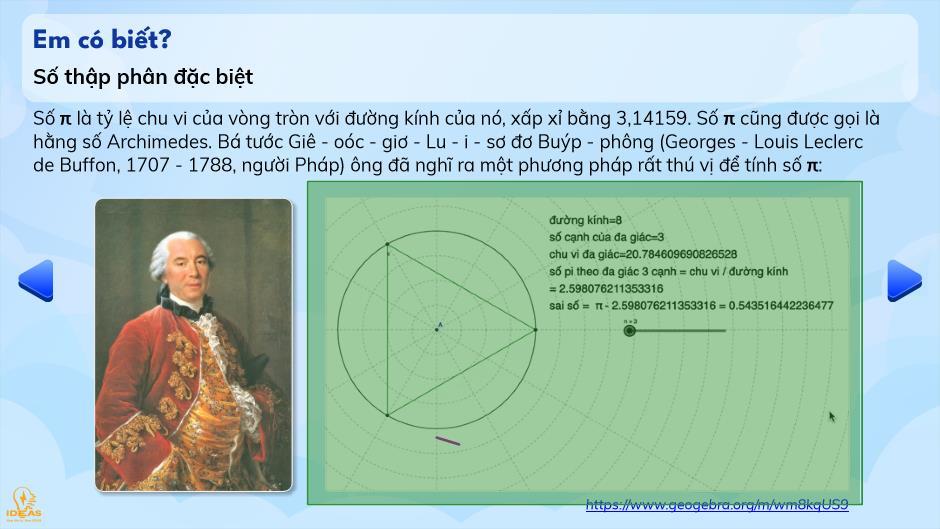 Em có biết?
Số thập phân đặc biệt
Số π là tỷ lệ chu vi của vòng tròn với đường kính của nó, xấp xỉ bằng 3,14159. Số π cũng được gọi là
hằng số Archimedes. Bá tước Giê - oóc - giơ - Lu - i - sơ đơ Buýp - phông (Georges - Louis Leclerc
de Buffon, 1707 - 1788, người Pháp) ông đã nghĩ ra một phương pháp rất thú vị để tính số π:
đường kính=8
số cạnh của đa giác=3
chu vi đa giác=20.784609690826528
số pi theo đa giác 3 cạnh = chu vi / đường kính
= 2.598076211353316
sai số = π - 2.598076211353316 = 0.543516442236477
n = 3
A
https://www.geogebra.org/m/wm8kqUS9
IDEAS